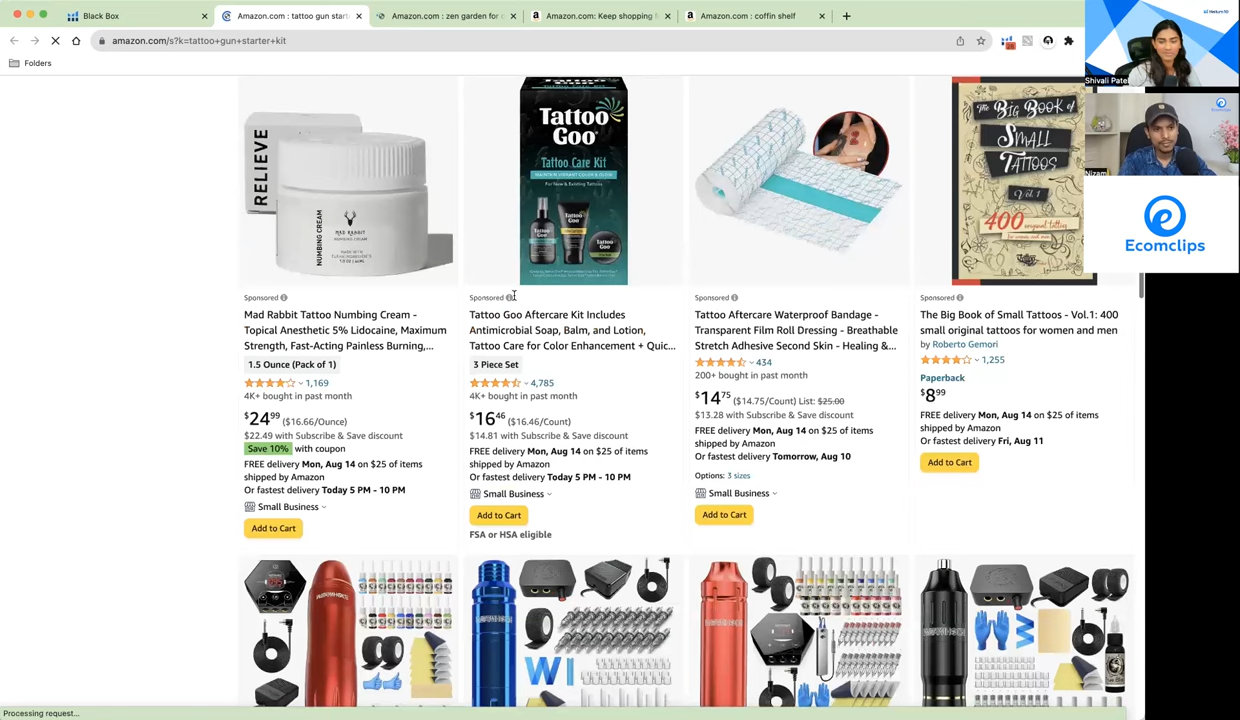 Black Box
Amazon.com : tattoo gun start
Amazon.com : zen garden for
Amazon.com: Keep shopping f
Amazon.com : coffin shelf
amazon.com/s?k=tattoo+gun+starter+kit
Folders
Shivali Patel
Nizam
Ecomclips
RELIEVE
MAD RABBIT
NUMBING CREAM
Tattoo
Goo
Tattoo Care Kit
MAINTAIN VIBRANT COLOR & GLOSS
For New & Existing Tattoos
THE BIG BOOK OF
SMALL
TATTOOS
Vol.1
400
original tattoos
Sponsored
Mad Rabbit Tattoo Numbing Cream -
Topical Anesthetic 5% Lidocaine, Maximum
Strength, Fast-Acting Painless Burning,...
1.5 Ounce (Pack of 1)
1,169
4K+ bought in past month
$24.99 ($16.66/Ounce)
$22.49 with Subscribe & Save discount
Save 10% with coupon
FREE delivery Mon, Aug 14 on $25 of items
shipped by Amazon
Or fastest delivery Today 5 PM - 10 PM
Small Business
Add to Cart
Sponsored
Tattoo Goo Aftercare Kit Includes
Antimicrobial Soap, Balm, and Lotion,
Tattoo Care for Color Enhancement + Quic...
3 Piece Set
4,785
4K+ bought in past month
$16.46 ($16.46/Count)
$14.81 with Subscribe & Save discount
FREE delivery Mon, Aug 14 on $25 of items
shipped by Amazon
Or fastest delivery Today 5 PM - 10 PM
Small Business
Add to Cart
FSA or HSA eligible
Sponsored
Tattoo Aftercare Waterproof Bandage -
Transparent Film Roll Dressing - Breathable
Stretch Adhesive Second Skin - Healing &...
434
200+ bought in past month
$14.75 ($14.75/Count) List: $25.00
$13.28 with Subscribe & Save discount
FREE delivery Mon, Aug 14 on $25 of items
shipped by Amazon
Or fastest delivery Tomorrow, Aug 10
Options: 3 sizes
Small Business
Add to Cart
Sponsored
The Big Book of Small Tattoos - Vol.1: 400
small original tattoos for women and men
by Roberto Gemori
1,255
Paperback
$8.99
FREE delivery Mon, Aug 14 on $25 of items
shipped by Amazon
Or fastest delivery Fri, Aug 11
Add to Cart
Processing request...